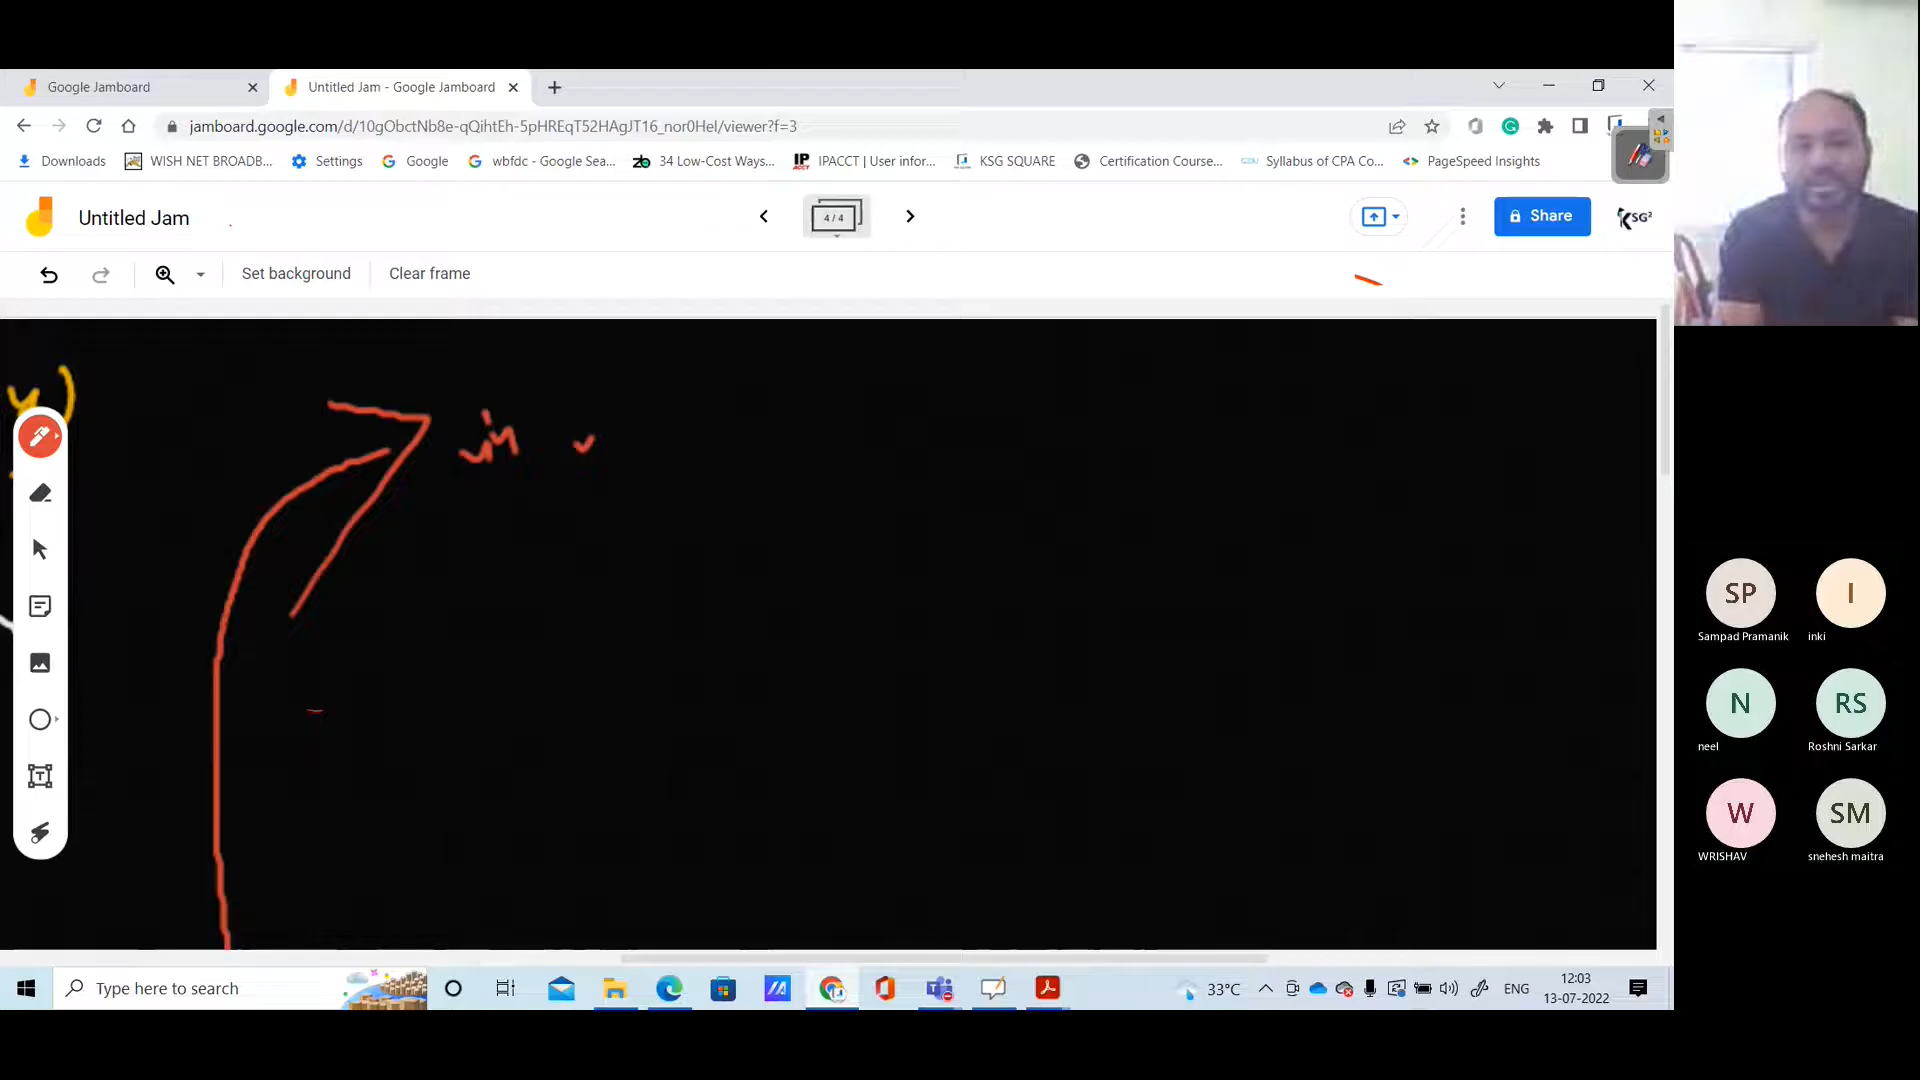 Google Jamboard
Untitled Jam - Google Jamboard
jamboard.google.com/d/10gObctNb8e-qQihtEh-5pHREqT52HAgJT16_nor0HeI/viewer?f=3
Downloads WISH NET BROADB... Settings Google wbfdc - Google Sea... 34 Low-Cost Ways... IPACCT | User infor... KSG SQUARE Certification Course... Syllabus of CPA Co... PageSpeed Insights
Untitled Jam 4 / 4 Share KSG²
Set background Clear frame
SP I
Sampad Pramanik inki
N RS
neel Roshni Sarkar
W SM
WRISHAV snehesh maitra
Type here to search 33°C ENG 12:03
13-07-2022